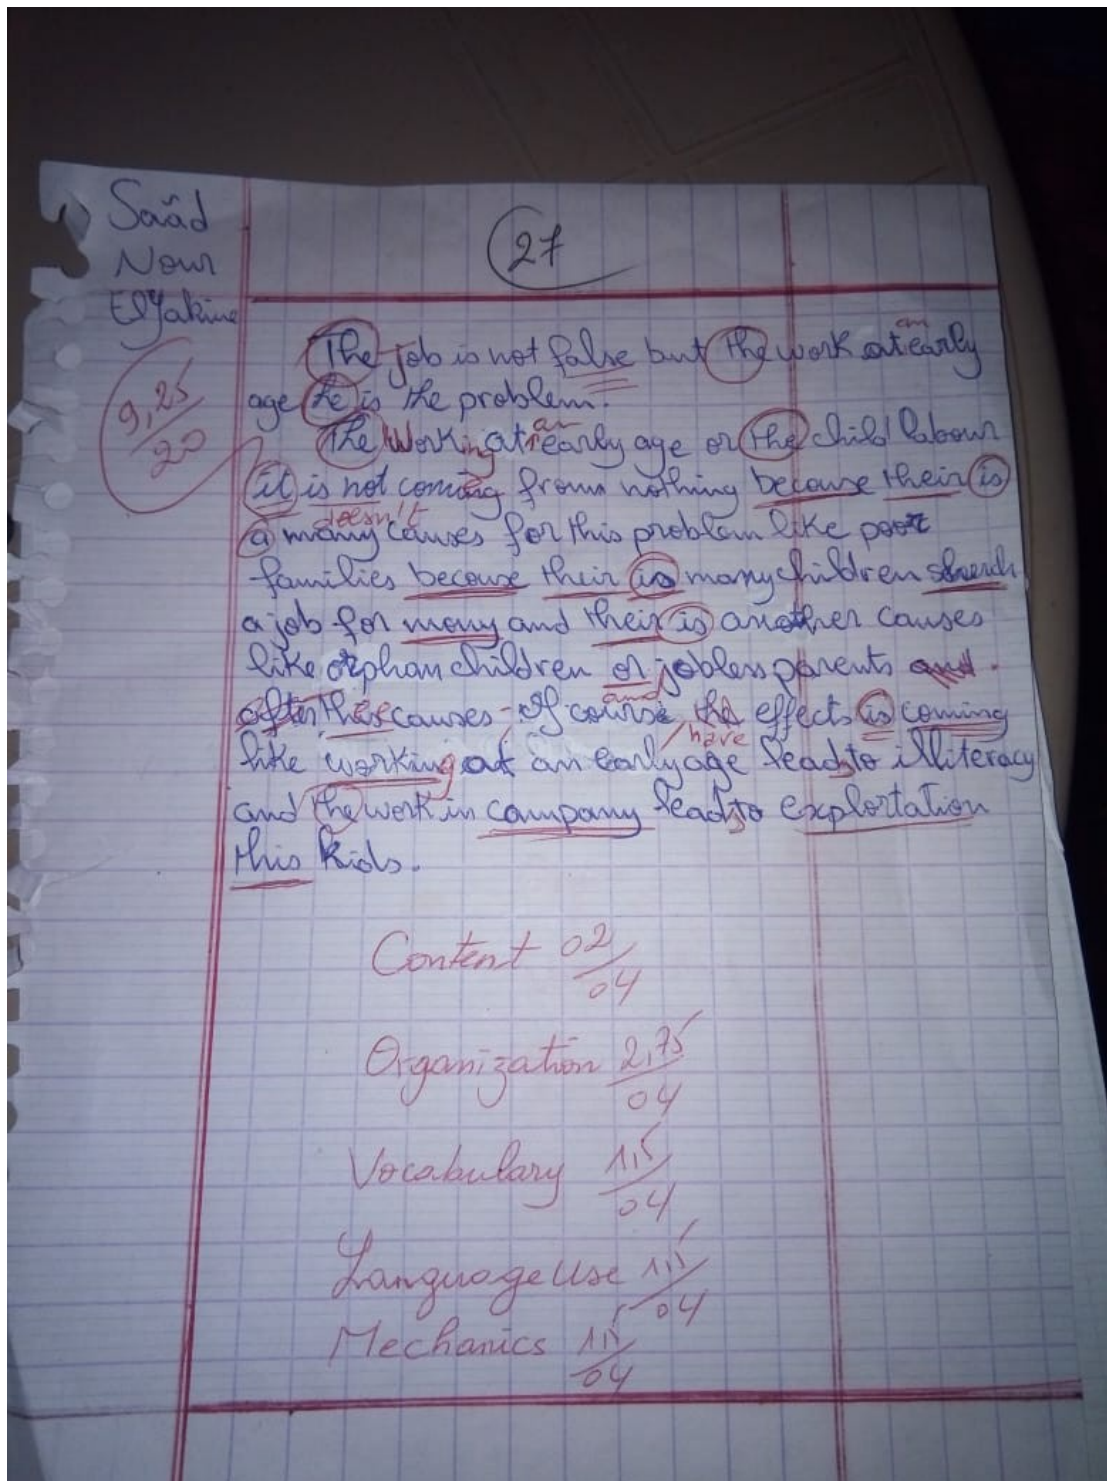 Saâd
Nour
ElYakine
27
9,25
20
The job is not false but the work at an early
age he is the problem.
The Working at an early age or the child labour
it is not coming from nothing because their is
doesn't
a many causes for this problem like poor
families because their is many children serch
a job for mony and their is another causes
like orphan children or jobless parents and
and
after this causes. Of course the effects is coming
have
like working at an early age leads to illiteracy
and the work in company leads to explortation
this kids.
Content 02/04
Organization 2,75/04
Vocabulary 1,5/04
Language Use 1,5/04
Mechanics 1,5/04